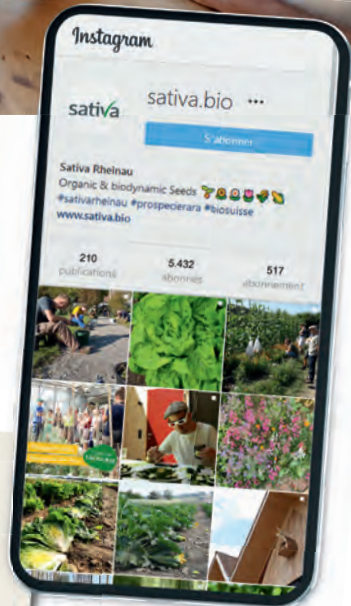 Instagram
sativa
sativa.bio ...
S'abonner
Sativa Rheinau
Organic & biodynamic Seeds
#sativarheinau #prospecierara #biosuisse
www.sativa.bio
210 5.432 517
publications abonnés abonnement